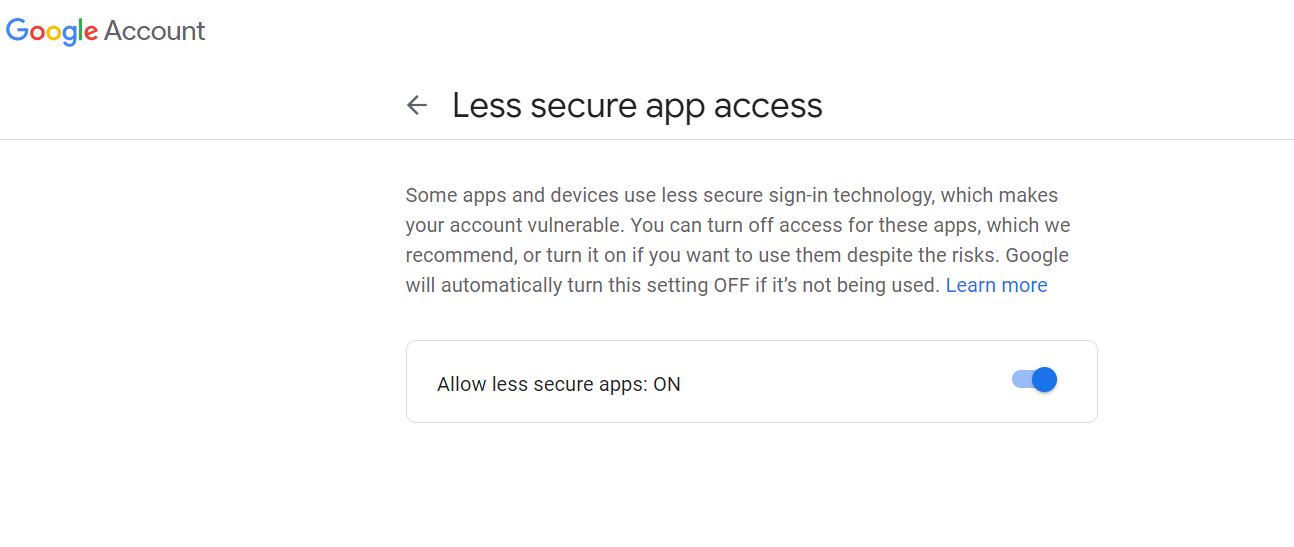 Google Account
Less secure app access
Some apps and devices use less secure sign-in technology, which makes
your account vulnerable. You can turn off access for these apps, which we
recommend, or turn it on if you want to use them despite the risks. Google
will automatically turn this setting OFF if it’s not being used. Learn more
Allow less secure apps: ON